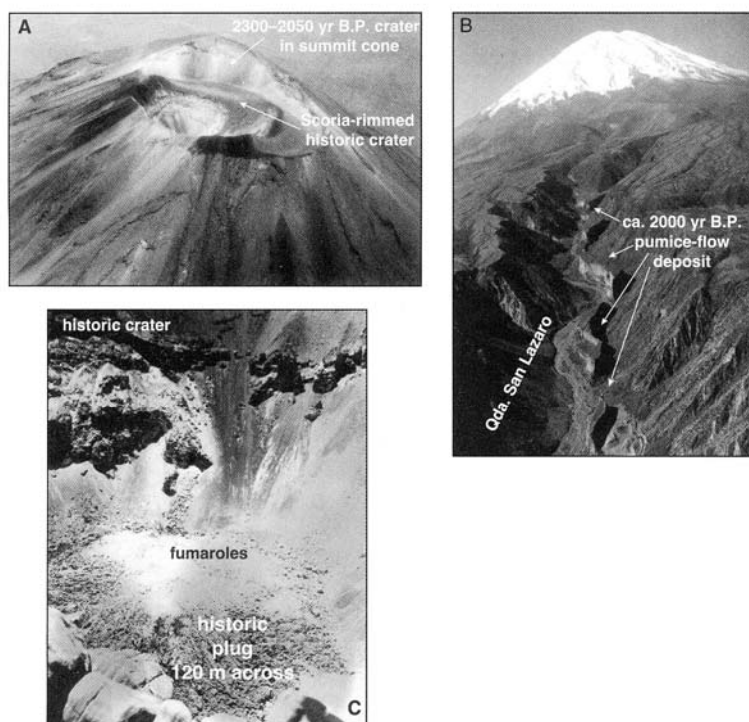 A
2300–2050 yr B.P. crater
in summit cone
Scoria-rimmed
historic crater
B
ca. 2000 yr B.P.
pumice-flow
deposit
Qda. San Lazaro
historic crater
fumaroles
historic
plug
120 m across
C